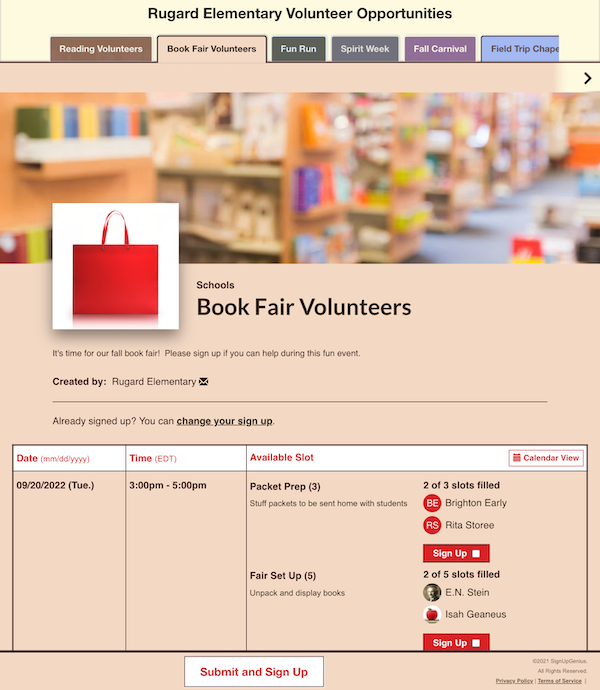 Rugard Elementary Volunteer Opportunities
Reading Volunteers
Book Fair Volunteers
Fun Run
Spirit Week
Fall Carnival
Field Trip Chape
Schools
Book Fair Volunteers
It's time for our fall book fair! Please sign up if you can help during this fun event.
Created by: Rugard Elementary
Already signed up? You can change your sign up.
Date (mm/dd/yyyy)
Time (EDT)
Available Slot
Calendar View
09/20/2022 (Tue.)
3:00pm - 5:00pm
Packet Prep (3)
2 of 3 slots filled
Stuff packets to be sent home with students
BE Brighton Early
RS Rita Storee
Sign Up
Fair Set Up (5)
2 of 5 slots filled
Unpack and display books
E.N. Stein
Isah Geaneus
Sign Up
Submit and Sign Up
©2021 SignUpGenius,
All Rights Reserved.
Privacy Policy | Terms of Service |